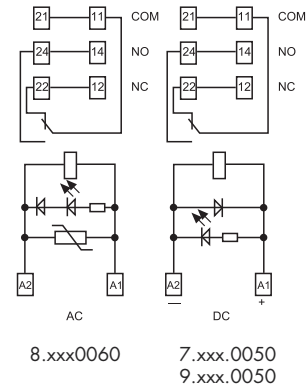 21 11 COM 21 11 COM
24 14 NO 24 14 NO
22 12 NC 22 12 NC
A2 A1 A2 A1
— +
AC DC
8.xxx0060 7.xxx.0050
9.xxx.0050